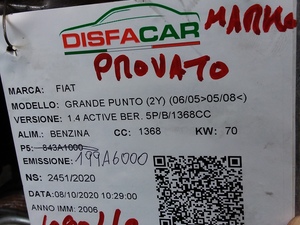 DISFACAR
PROVATO
MARCA: FIAT
MODELLO: GRANDE PUNTO (2Y) (06/05>05/08<)
VERSIONE: 1.4 ACTIVE BER. 5P/B/1368CC
ALIM.: BENZINA CC: 1368 KW: 70
P5: 843A1000
EMISSIONE: 199A6000
NS: 2451/2020
DATA:08/10/2020 10:29:00
ANNO IMM: 2006